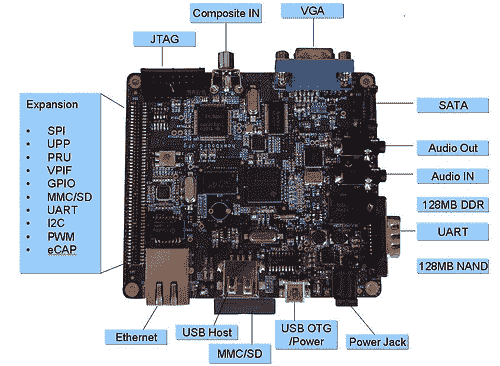 Composite IN
VGA
JTAG
Expansion
• SPI
• UPP
• PRU
• VPIF
• GPIO
• MMC/SD
• UART
• I2C
• PWM
• eCAP
SATA
Audio Out
Audio IN
128MB DDR
UART
128MB NAND
Ethernet
USB Host
MMC/SD
USB OTG
/Power
Power Jack